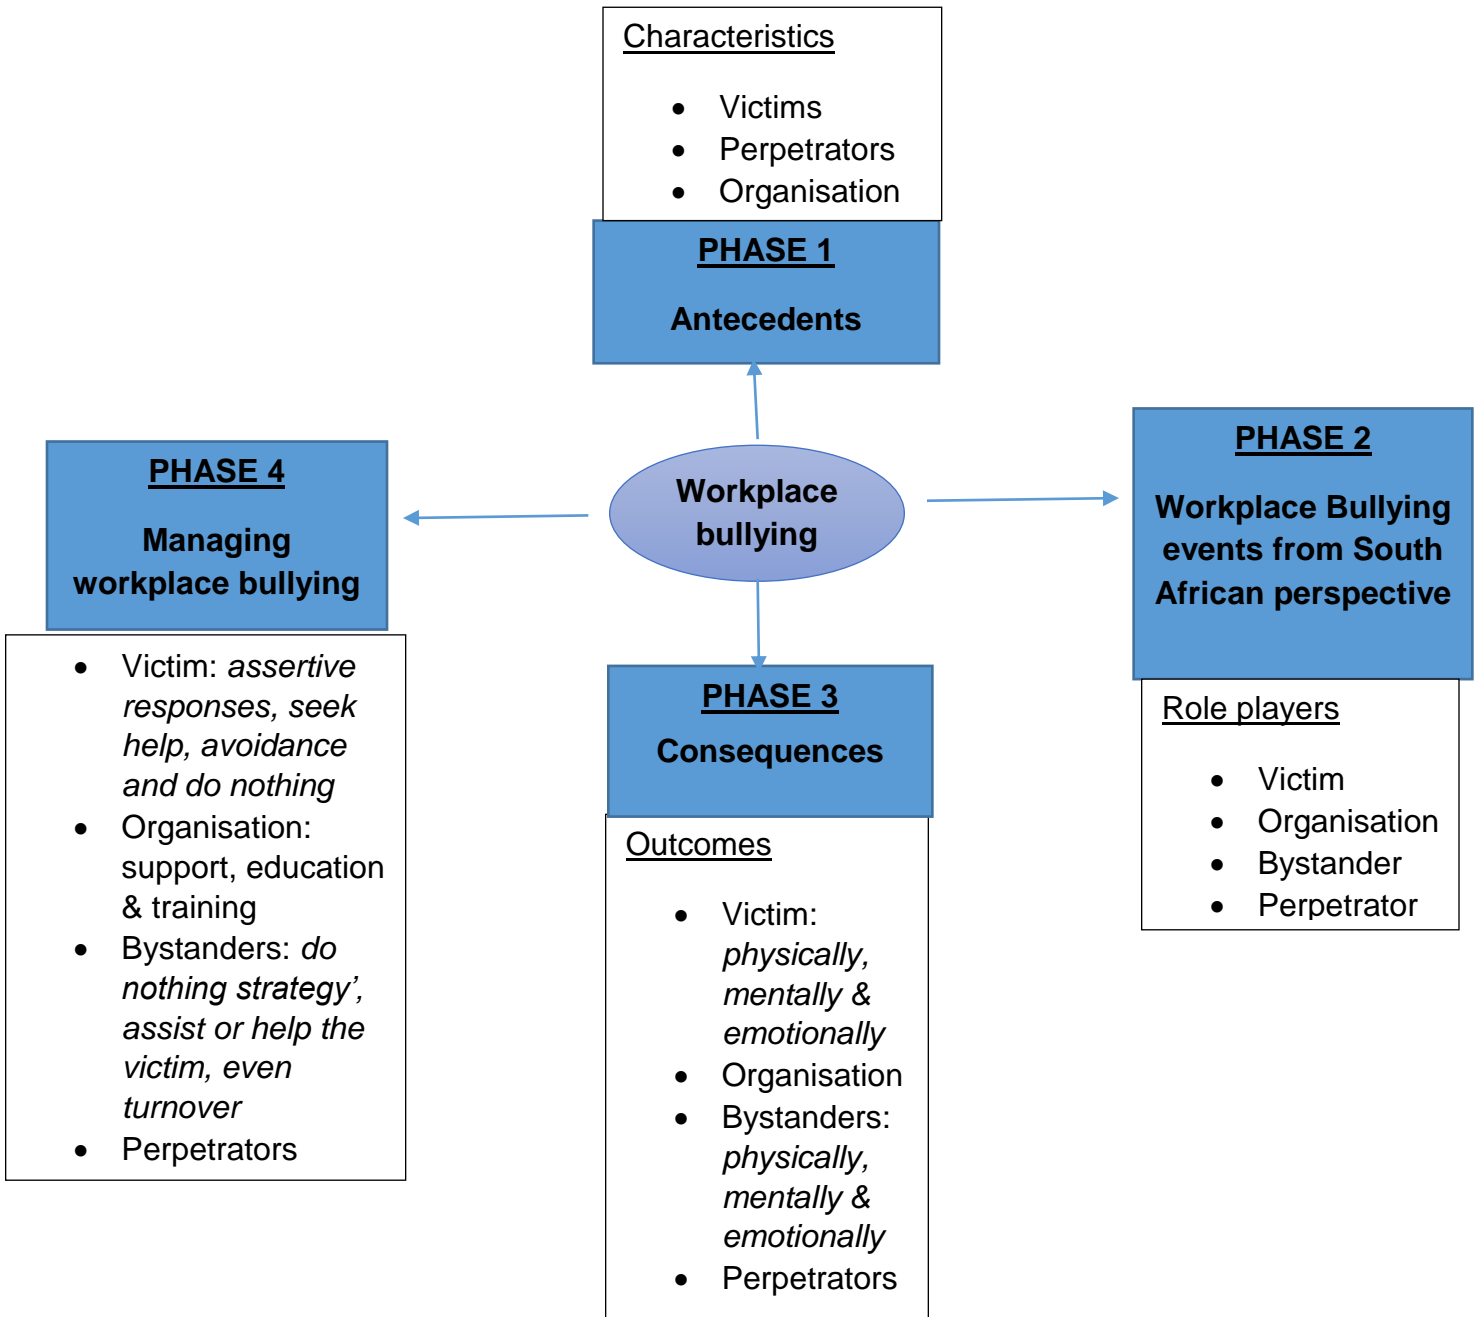 Characteristics
• Victims
• Perpetrators
• Organisation
PHASE 1
Antecedents
Workplace
bullying
PHASE 2
Workplace Bullying
events from South
African perspective
Role players
• Victim
• Organisation
• Bystander
• Perpetrator
PHASE 3
Consequences
Outcomes
• Victim:
physically,
mentally &
emotionally
• Organisation
• Bystanders:
physically,
mentally &
emotionally
• Perpetrators
PHASE 4
Managing
workplace bullying
• Victim: assertive
responses, seek
help, avoidance
and do nothing
• Organisation:
support, education
& training
• Bystanders: do
nothing strategy’,
assist or help the
victim, even
turnover
• Perpetrators